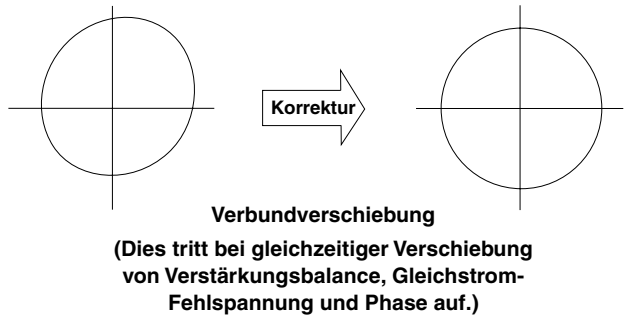 Korrektur
Verbundverschiebung
(Dies tritt bei gleichzeitiger Verschiebung
von Verstärkungsbalance, Gleichstrom-
Fehlspannung und Phase auf.)